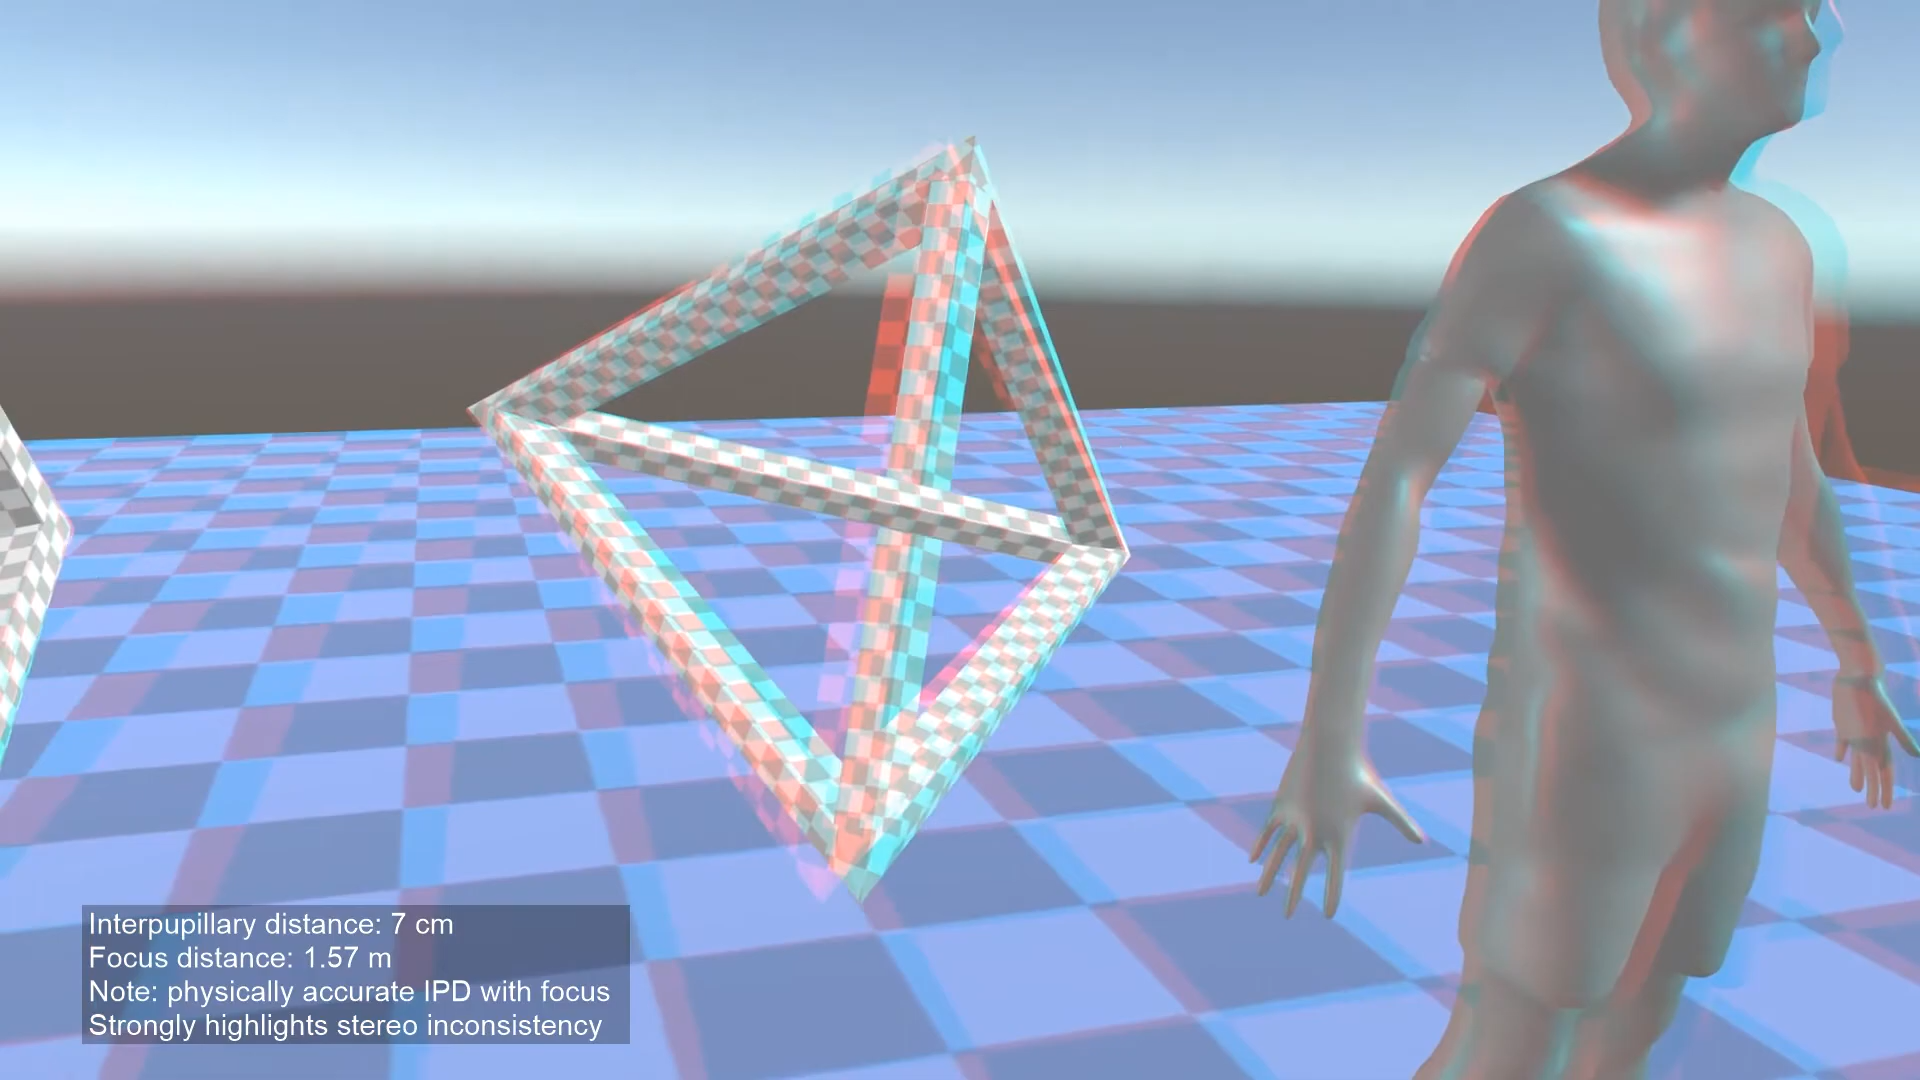 Interpupillary distance: 7 cm
Focus distance: 1.57 m
Note: physically accurate IPD with focus
Strongly highlights stereo inconsistency